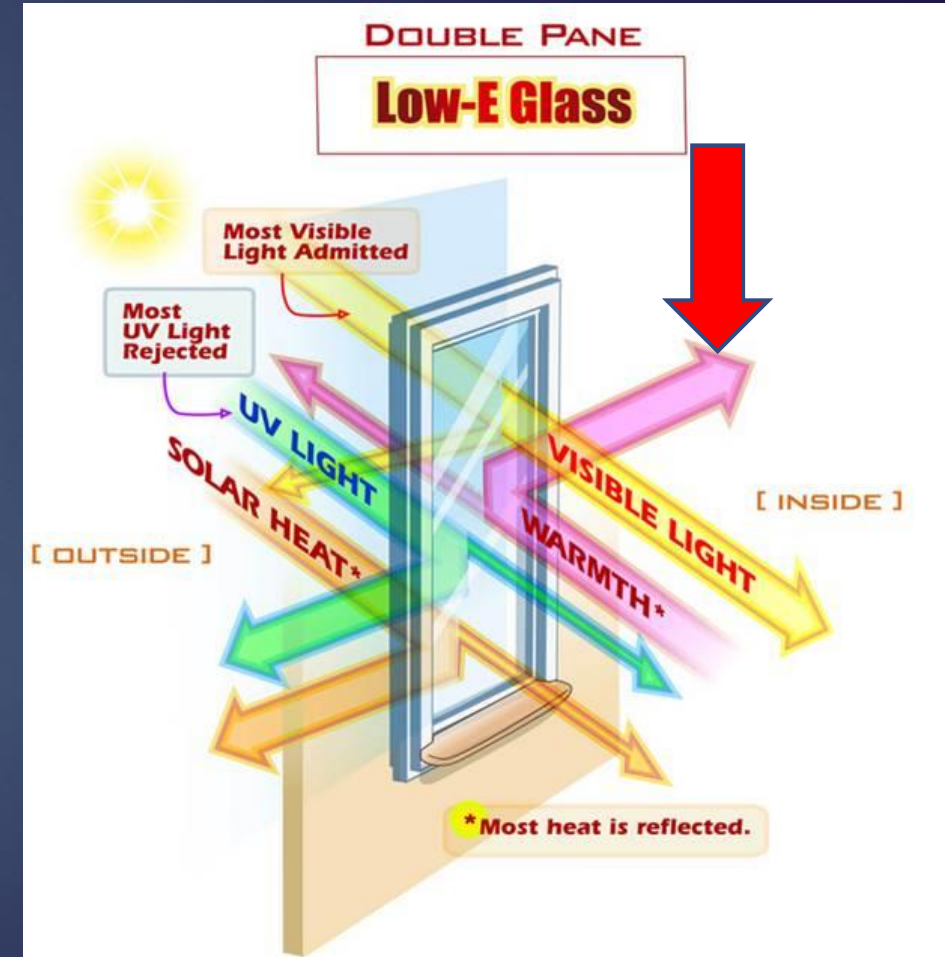 DOUBLE PANE
Low-E Glass
Most Visible
Light Admitted
Most
UV Light
Rejected
UV LIGHT
SOLAR HEAT*
VISIBLE LIGHT
WARMTH*
[ INSIDE ]
[ OUTSIDE ]
*Most heat is reflected.